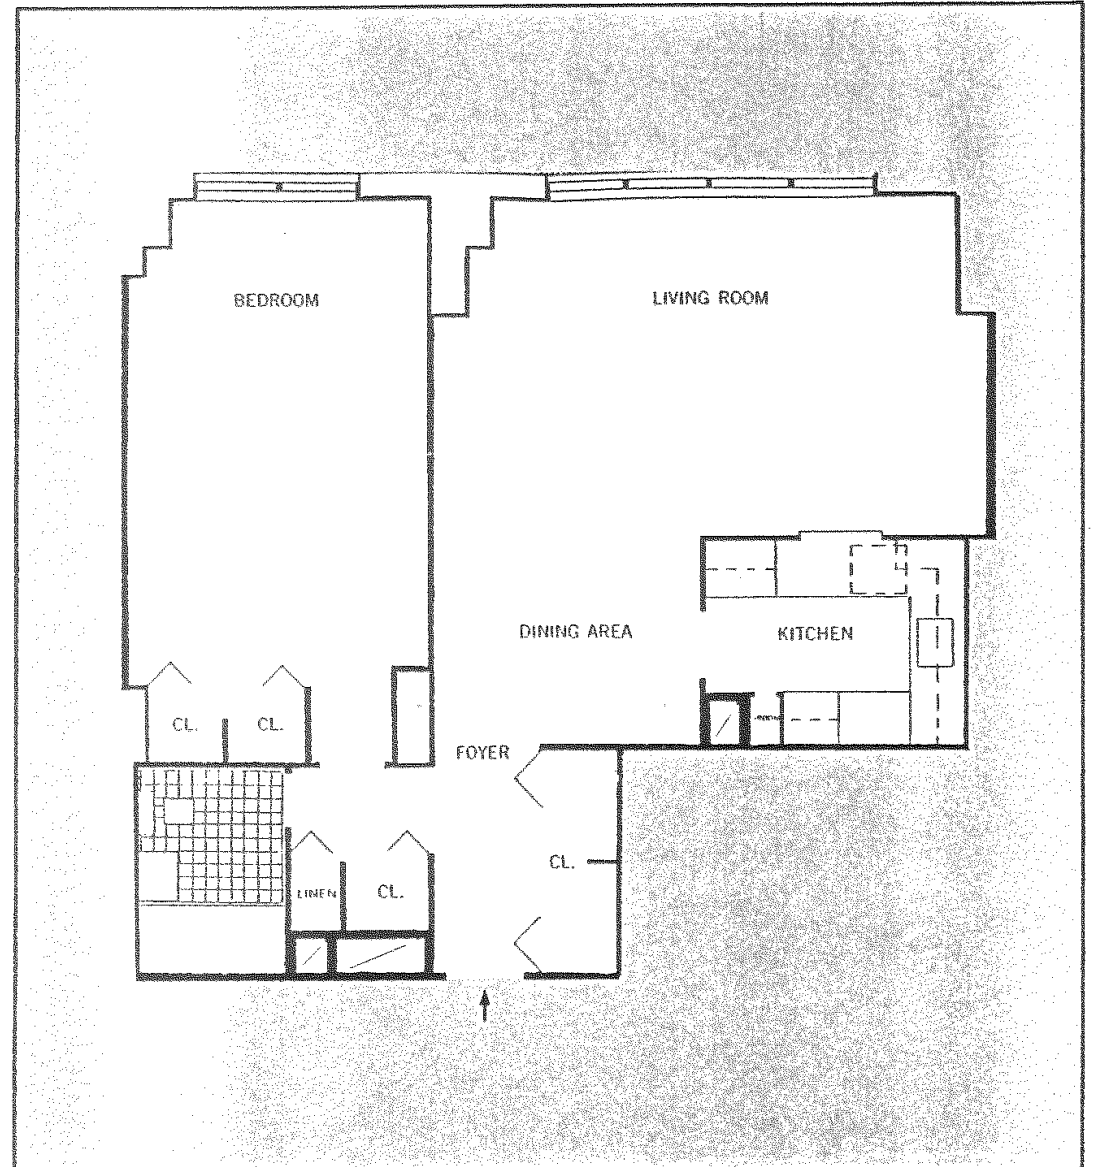 BEDROOM
LIVING ROOM
DINING AREA
KITCHEN
CL.
CL.
FOYER
CL.
LINEN
CL.